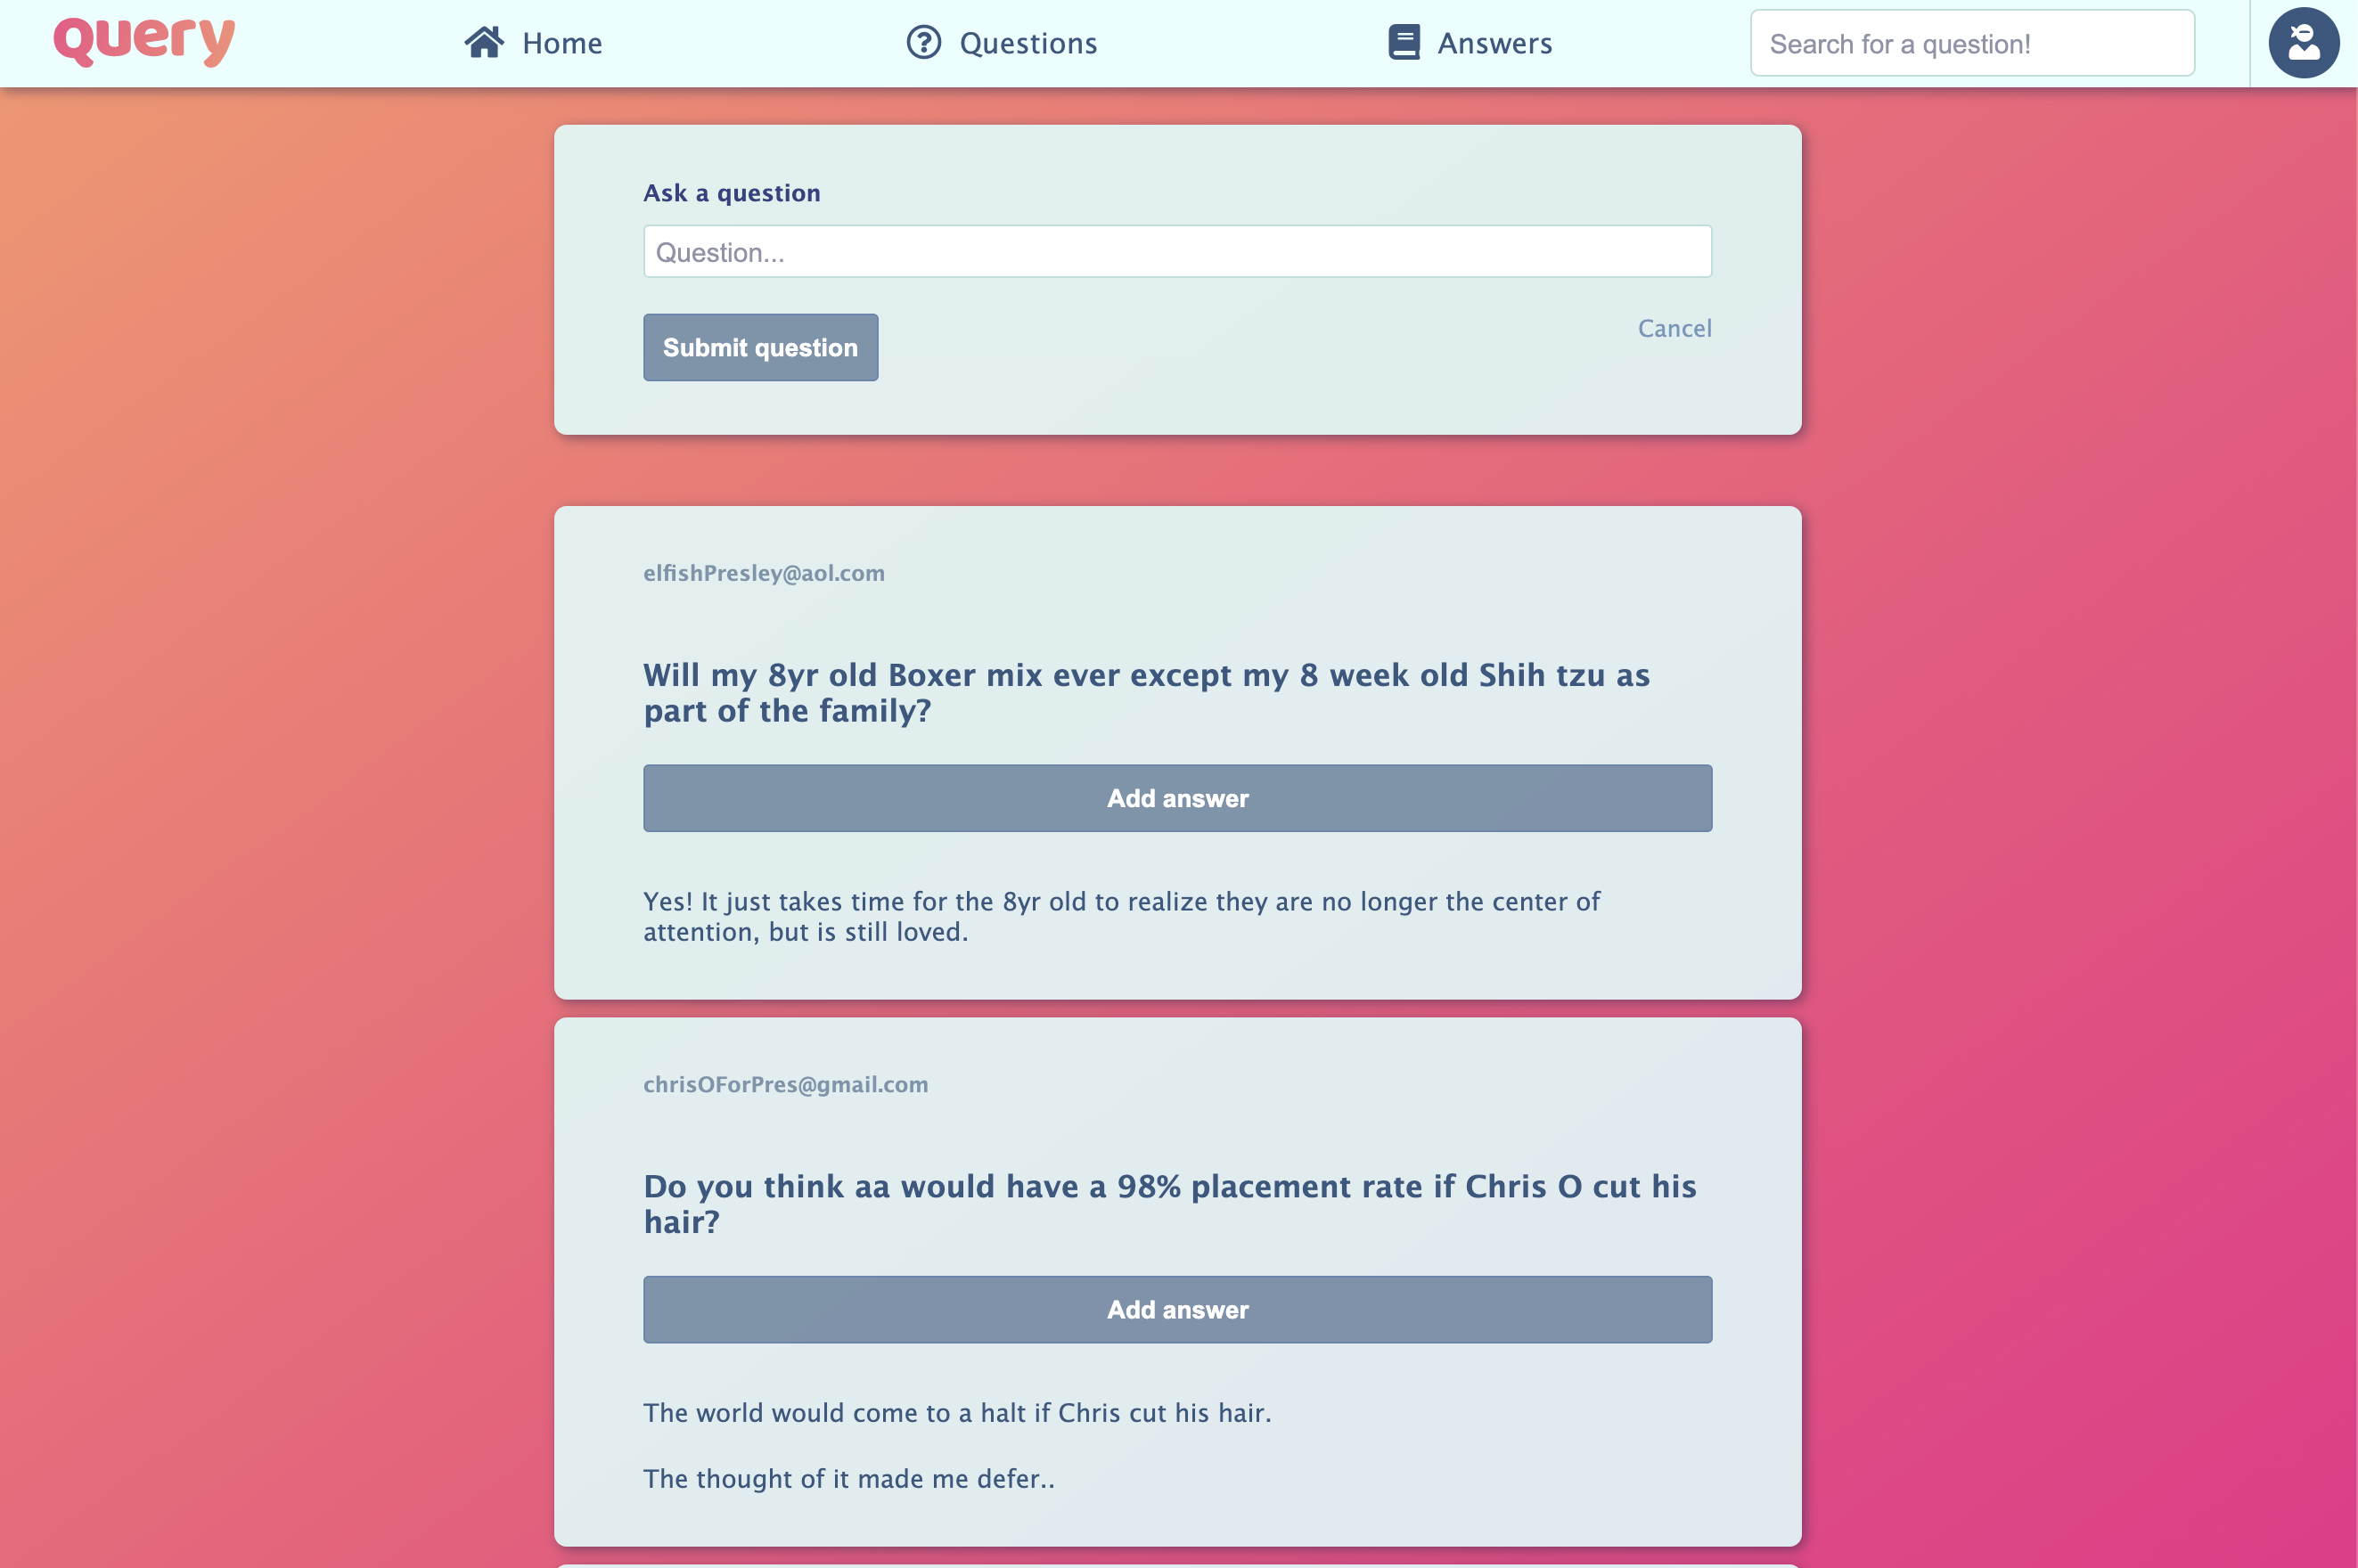 Query
Home
Questions
Answers
Search for a question!
Ask a question
Question...
Submit question
Cancel
elfishPresley@aol.com
Will my 8yr old Boxer mix ever except my 8 week old Shih tzu as
part of the family?
Add answer
Yes! It just takes time for the 8yr old to realize they are no longer the center of
attention, but is still loved.
chrisOForPres@gmail.com
Do you think aa would have a 98% placement rate if Chris O cut his
hair?
Add answer
The world would come to a halt if Chris cut his hair.
The thought of it made me defer..